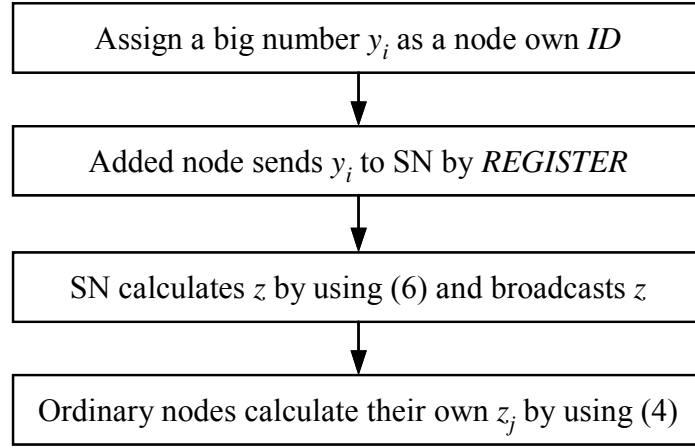 Assign a big number y_i as a node own ID
Added node sends y_i to SN by REGISTER
SN calculates z by using (6) and broadcasts z
Ordinary nodes calculate their own z_j by using (4)